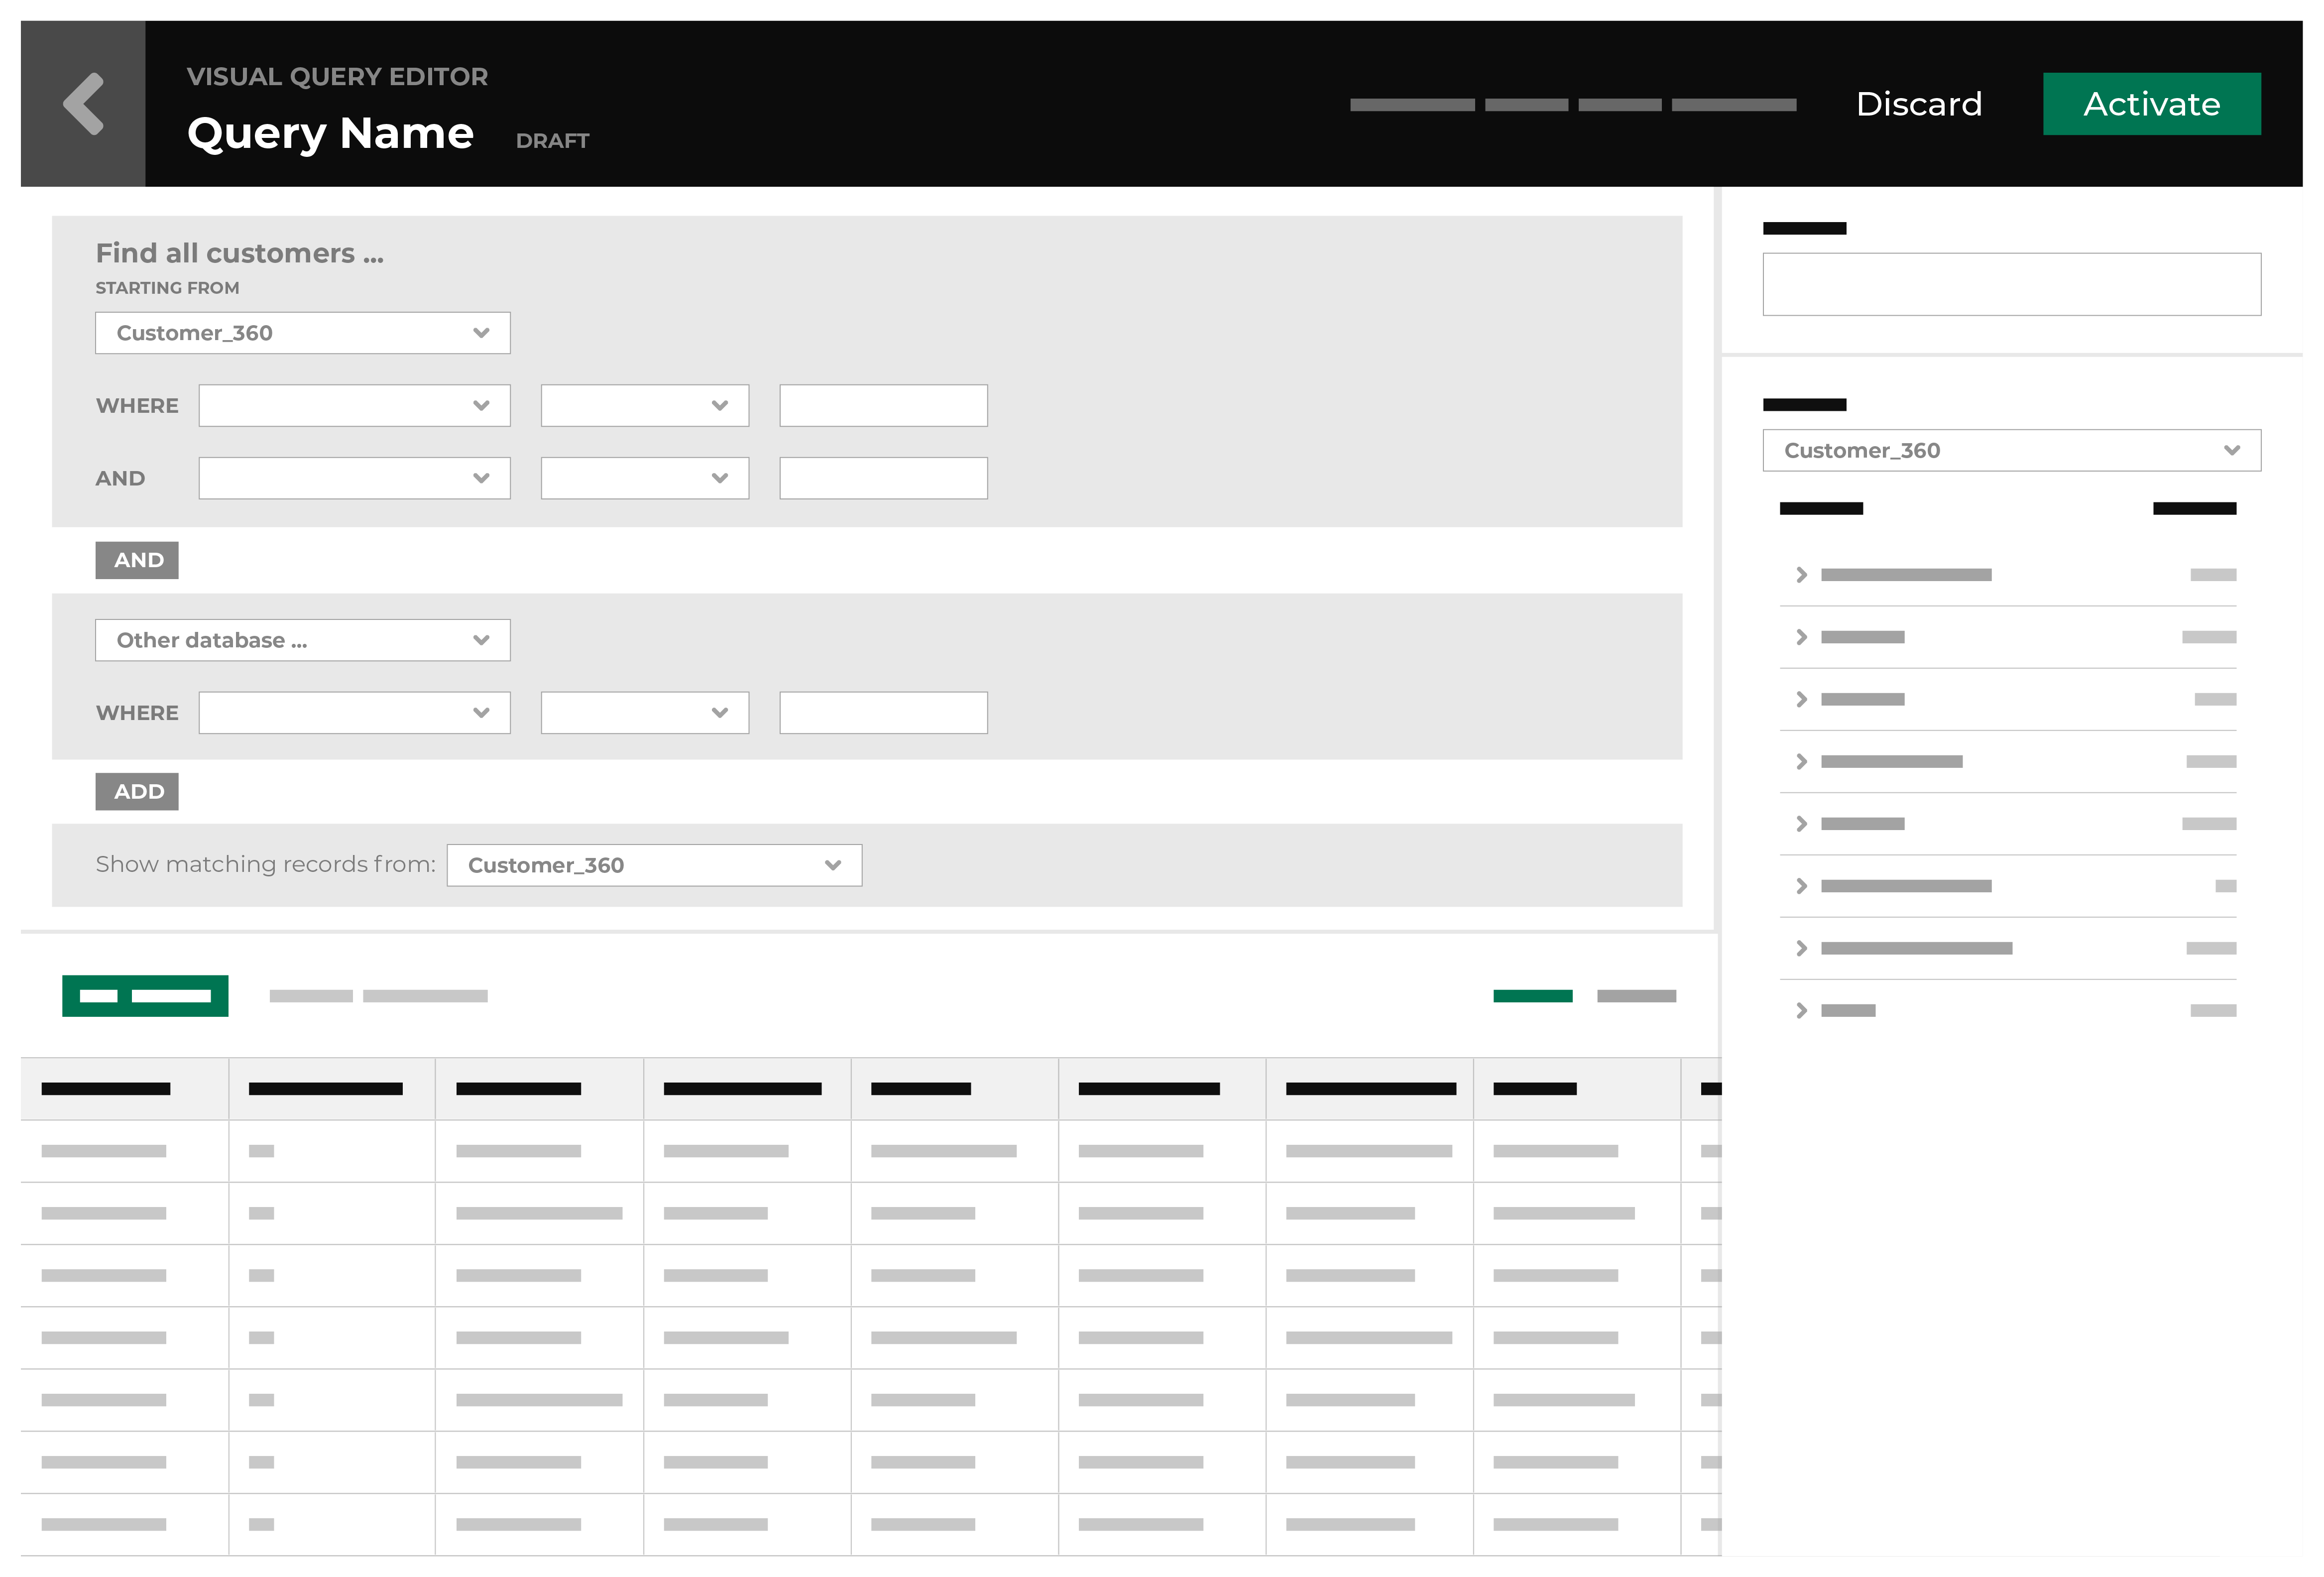 VISUAL QUERY EDITOR
Query Name DRAFT
Discard
Activate
Find all customers ...
STARTING FROM
Customer_360
WHERE
AND
AND
Other database ...
WHERE
ADD
Show matching records from: Customer_360
Customer_360